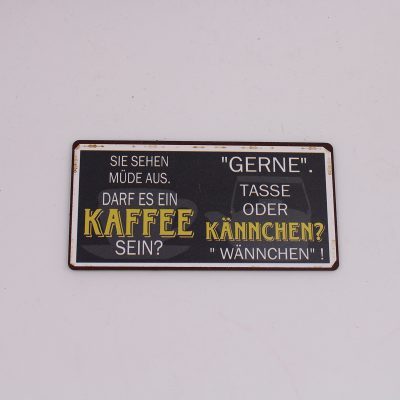 SIE SEHEN
MÜDE AUS.
DARF ES EIN
KAFFEE
SEIN?
"GERNE".
TASSE
ODER
KÄNNCHEN?
" WÄNNCHEN" !